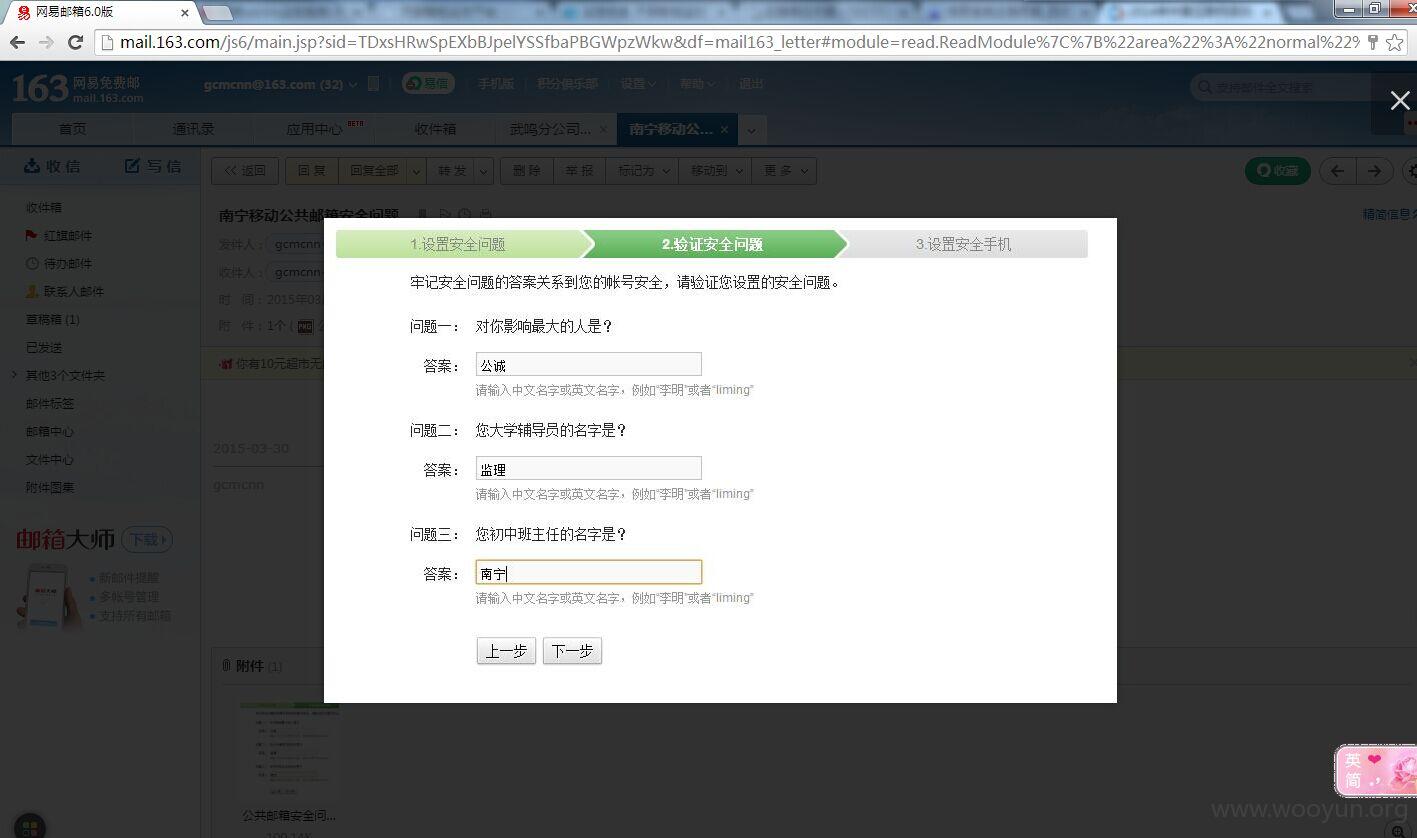 网易邮箱6.0版
mail.163.com/js6/main.jsp?sid=TDxsHRwSpEXbBJpelYSSfbaPBGWpzWkw&df=mail163_letter#module=read.ReadModule%7C%7B%22area%22%3A%22normal%229
163 网易免费邮
mail.163.com
gcmcnn@163.com (32) 易信 手机版 积分俱乐部 设置 帮助 退出
支持邮件全文搜索
首页 通讯录 应用中心 BETA 收件箱 武鸣分公司... 南宁移动公...
收信 写信
<< 返回 回复 回复全部 转发 删除 举报 标记为 移动到 更多 收藏
收件箱
红旗邮件
待办邮件
联系人邮件
草稿箱 (1)
已发送
其他3个文件夹
邮件标签
邮箱中心
文件中心
附件图集
邮箱大师 下载
新邮件提醒
多帐号管理
支持所有邮箱
南宁移动公共邮箱安全问题
精简信息
发件人： gcmcnn
收件人： gcmcnn
时 间：2015年03
附 件：1个 (
你有10元超市无
2015-03-30
gcmcnn
1.设置安全问题 2.验证安全问题 3.设置安全手机
牢记安全问题的答案关系到您的帐号安全，请验证您设置的安全问题。
问题一： 对你影响最大的人是？
答案： 公诚
请输入中文名字或英文名字，例如“李明”或者“liming”
问题二： 您大学辅导员的名字是？
答案： 监理
请输入中文名字或英文名字，例如“李明”或者“liming”
问题三： 您初中班主任的名字是？
答案： 南宁
请输入中文名字或英文名字，例如“李明”或者“liming”
上一步 下一步
附件 (1)
公共邮箱安全问...
英
简
www.wooyun.org